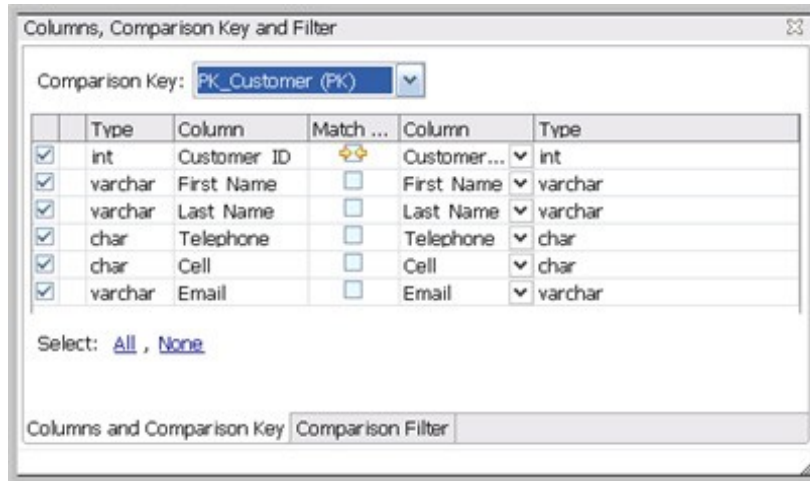 Columns, Comparison Key and Filter
Comparison Key: PK_Customer (PK)
Type Column Match ... Column Type
int Customer ID Customer... int
varchar First Name First Name varchar
varchar Last Name Last Name varchar
char Telephone Telephone char
char Cell Cell char
varchar Email Email varchar
Select: All , None
Columns and Comparison Key Comparison Filter